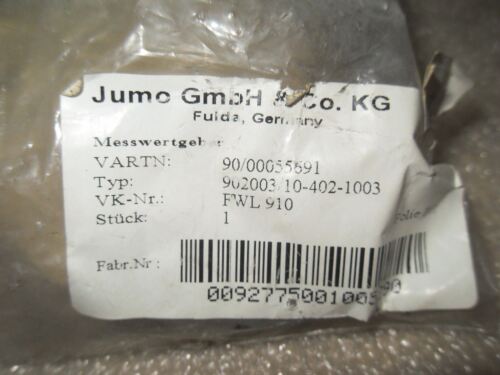 Jumo GmbH & Co. KG
Fulda, Germany
Messwertgeber
VARTN: 90/00055691
Typ: 902003/10-402-1003
VK-Nr.: FWL 910
Stück: 1
Folie
Fabr.Nr :